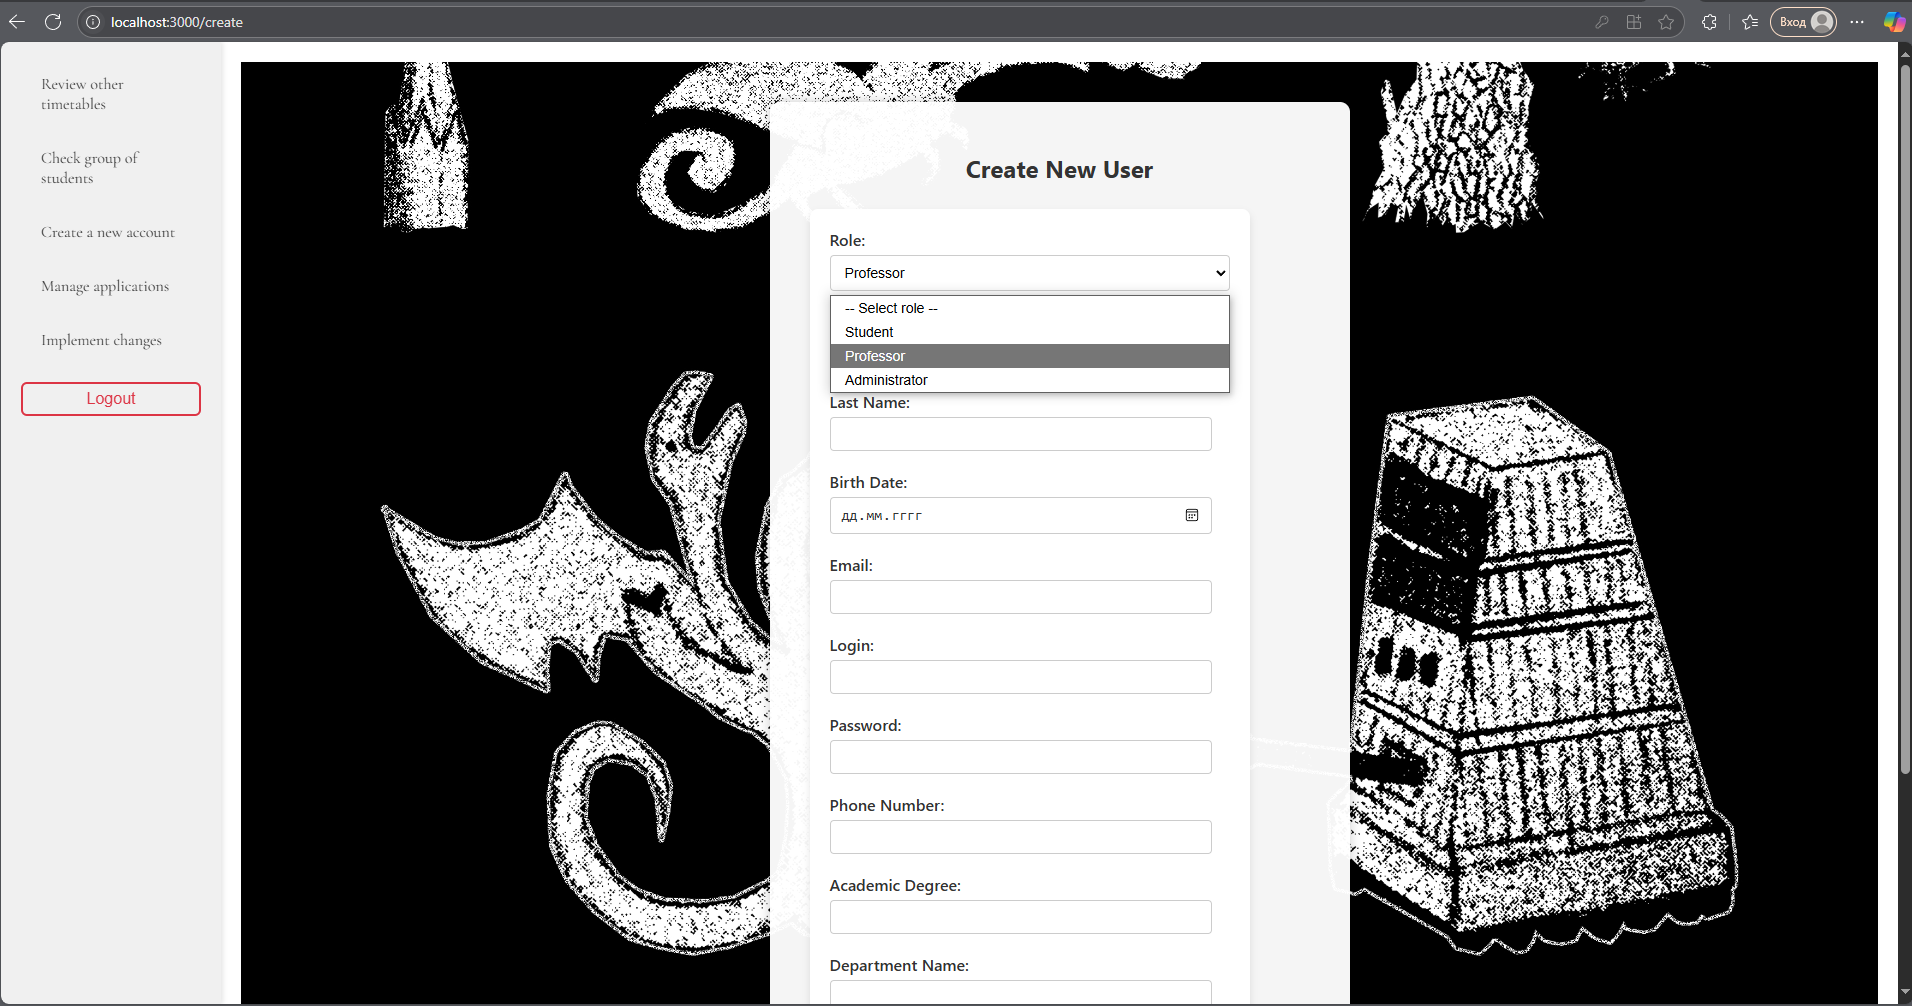 localhost:3000/create
Вход
Review other
timetables
Check group of
students
Create a new account
Manage applications
Implement changes
Logout
Create New User
Role:
Professor
-- Select role --
Student
Professor
Administrator
Last Name:
Birth Date:
дд.мм.гггг
Email:
Login:
Password:
Phone Number:
Academic Degree:
Department Name: